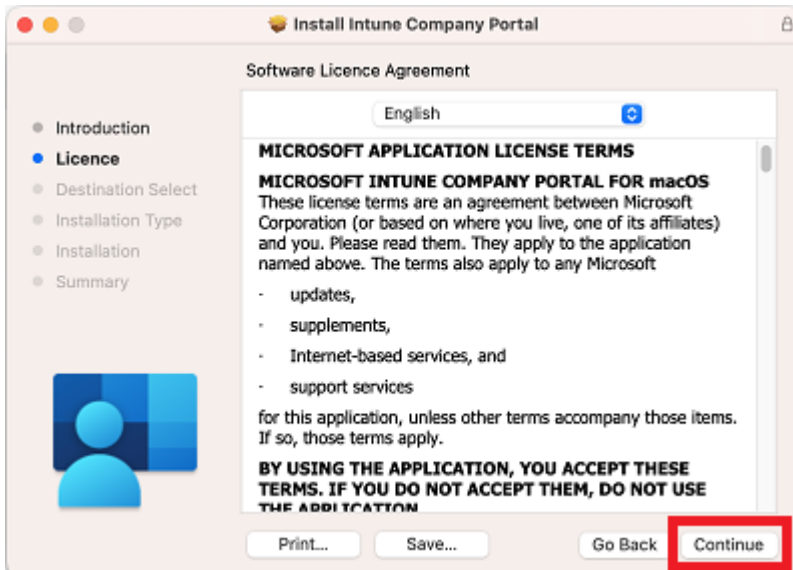 Install Intune Company Portal
Software Licence Agreement
Introduction
Licence
Destination Select
Installation Type
Installation
Summary
English
MICROSOFT APPLICATION LICENSE TERMS
MICROSOFT INTUNE COMPANY PORTAL FOR macOS
These license terms are an agreement between Microsoft
Corporation (or based on where you live, one of its affiliates)
and you. Please read them. They apply to the application
named above. The terms also apply to any Microsoft
· updates,
· supplements,
· Internet-based services, and
· support services
for this application, unless other terms accompany those items.
If so, those terms apply.
BY USING THE APPLICATION, YOU ACCEPT THESE
TERMS. IF YOU DO NOT ACCEPT THEM, DO NOT USE
THE APPLICATION
Print... Save... Go Back Continue